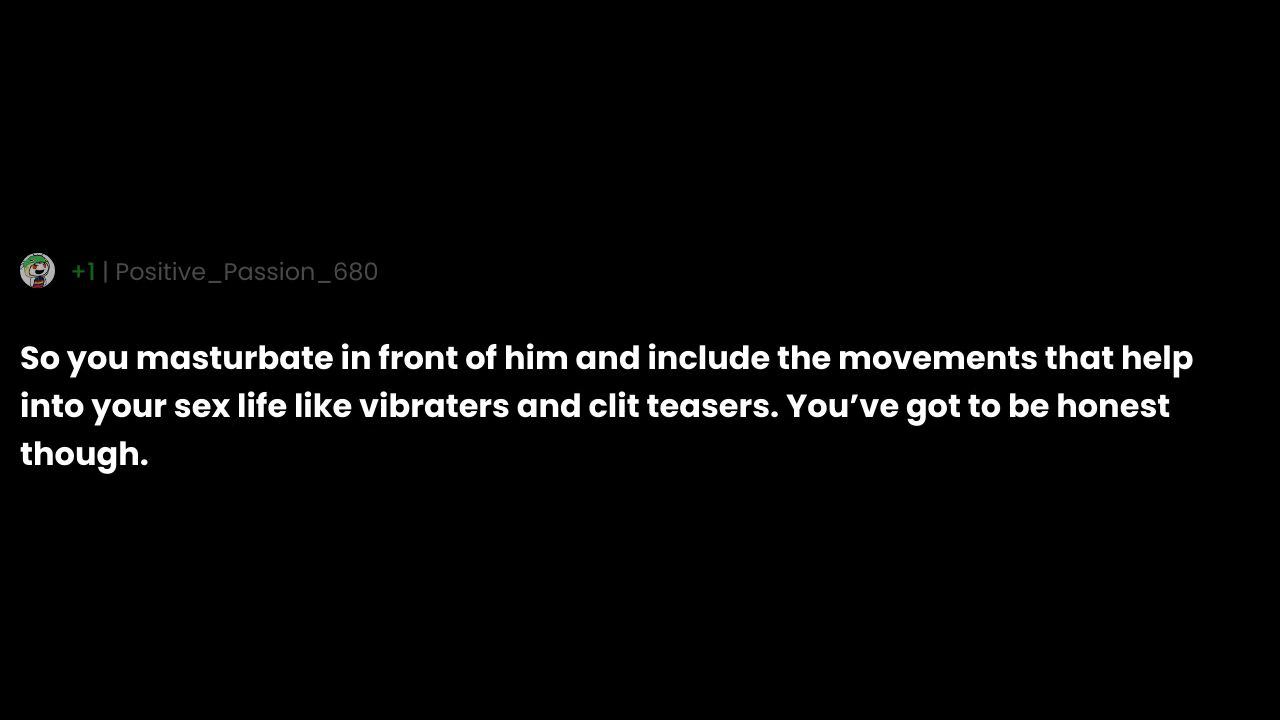 +1 | Positive_Passion_680
So you masturbate in front of him and include the movements that help
into your sex life like vibraters and clit teasers. You’ve got to be honest
though.